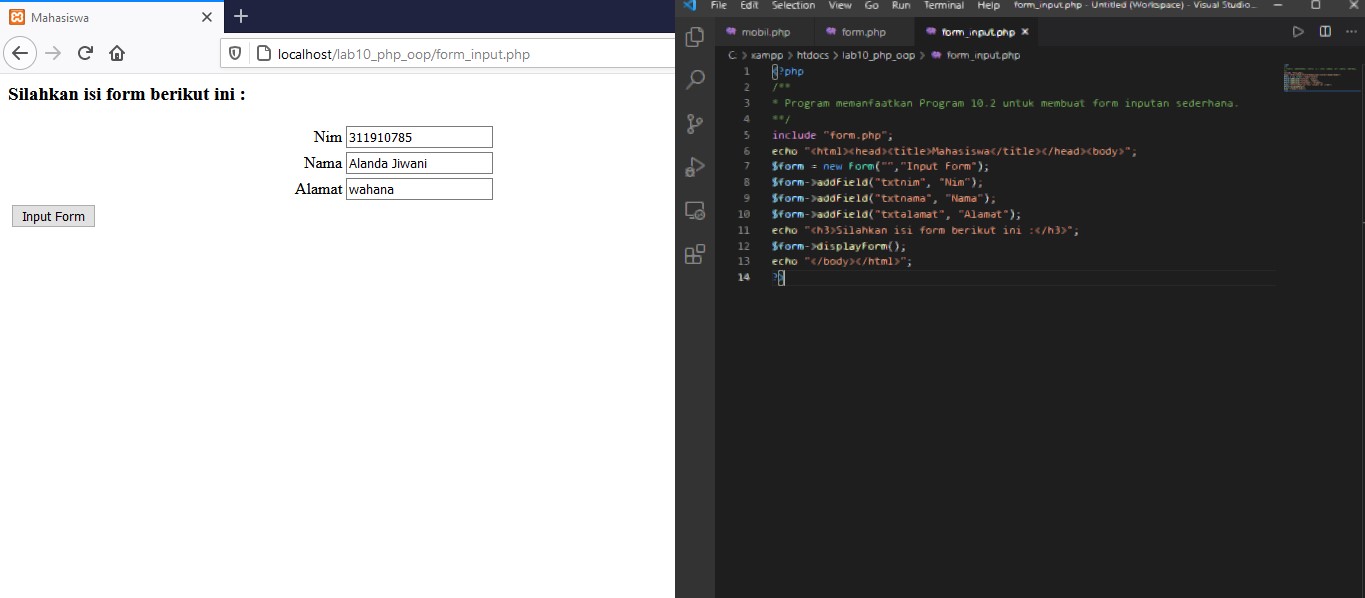 Mahasiswa
localhost/lab10_php_oop/form_input.php
Silahkan isi form berikut ini :
Nim 311910785
Nama Alanda Jiwani
Alamat wahana
Input Form
File Edit Selection View Go Run Terminal Help form_input.php - Untitled (Workspace) - Visual Studio...
mobil.php form.php form_input.php
C: > xampp > htdocs > lab10_php_oop > form_input.php
1 <?php
2 /**
3 * Program memanfaatkan Program 10.2 untuk membuat form inputan sederhana.
4 **/
5 include "form.php";
6 echo "<html><head><title>Mahasiswa</title></head><body>";
7 $form = new Form("","Input Form");
8 $form->addField("txtnim", "Nim");
9 $form->addField("txtnama", "Nama");
10 $form->addField("txtalamat", "Alamat");
11 echo "<h3>Silahkan isi form berikut ini :</h3>";
12 $form->displayForm();
13 echo "</body></html>";
14 ?>